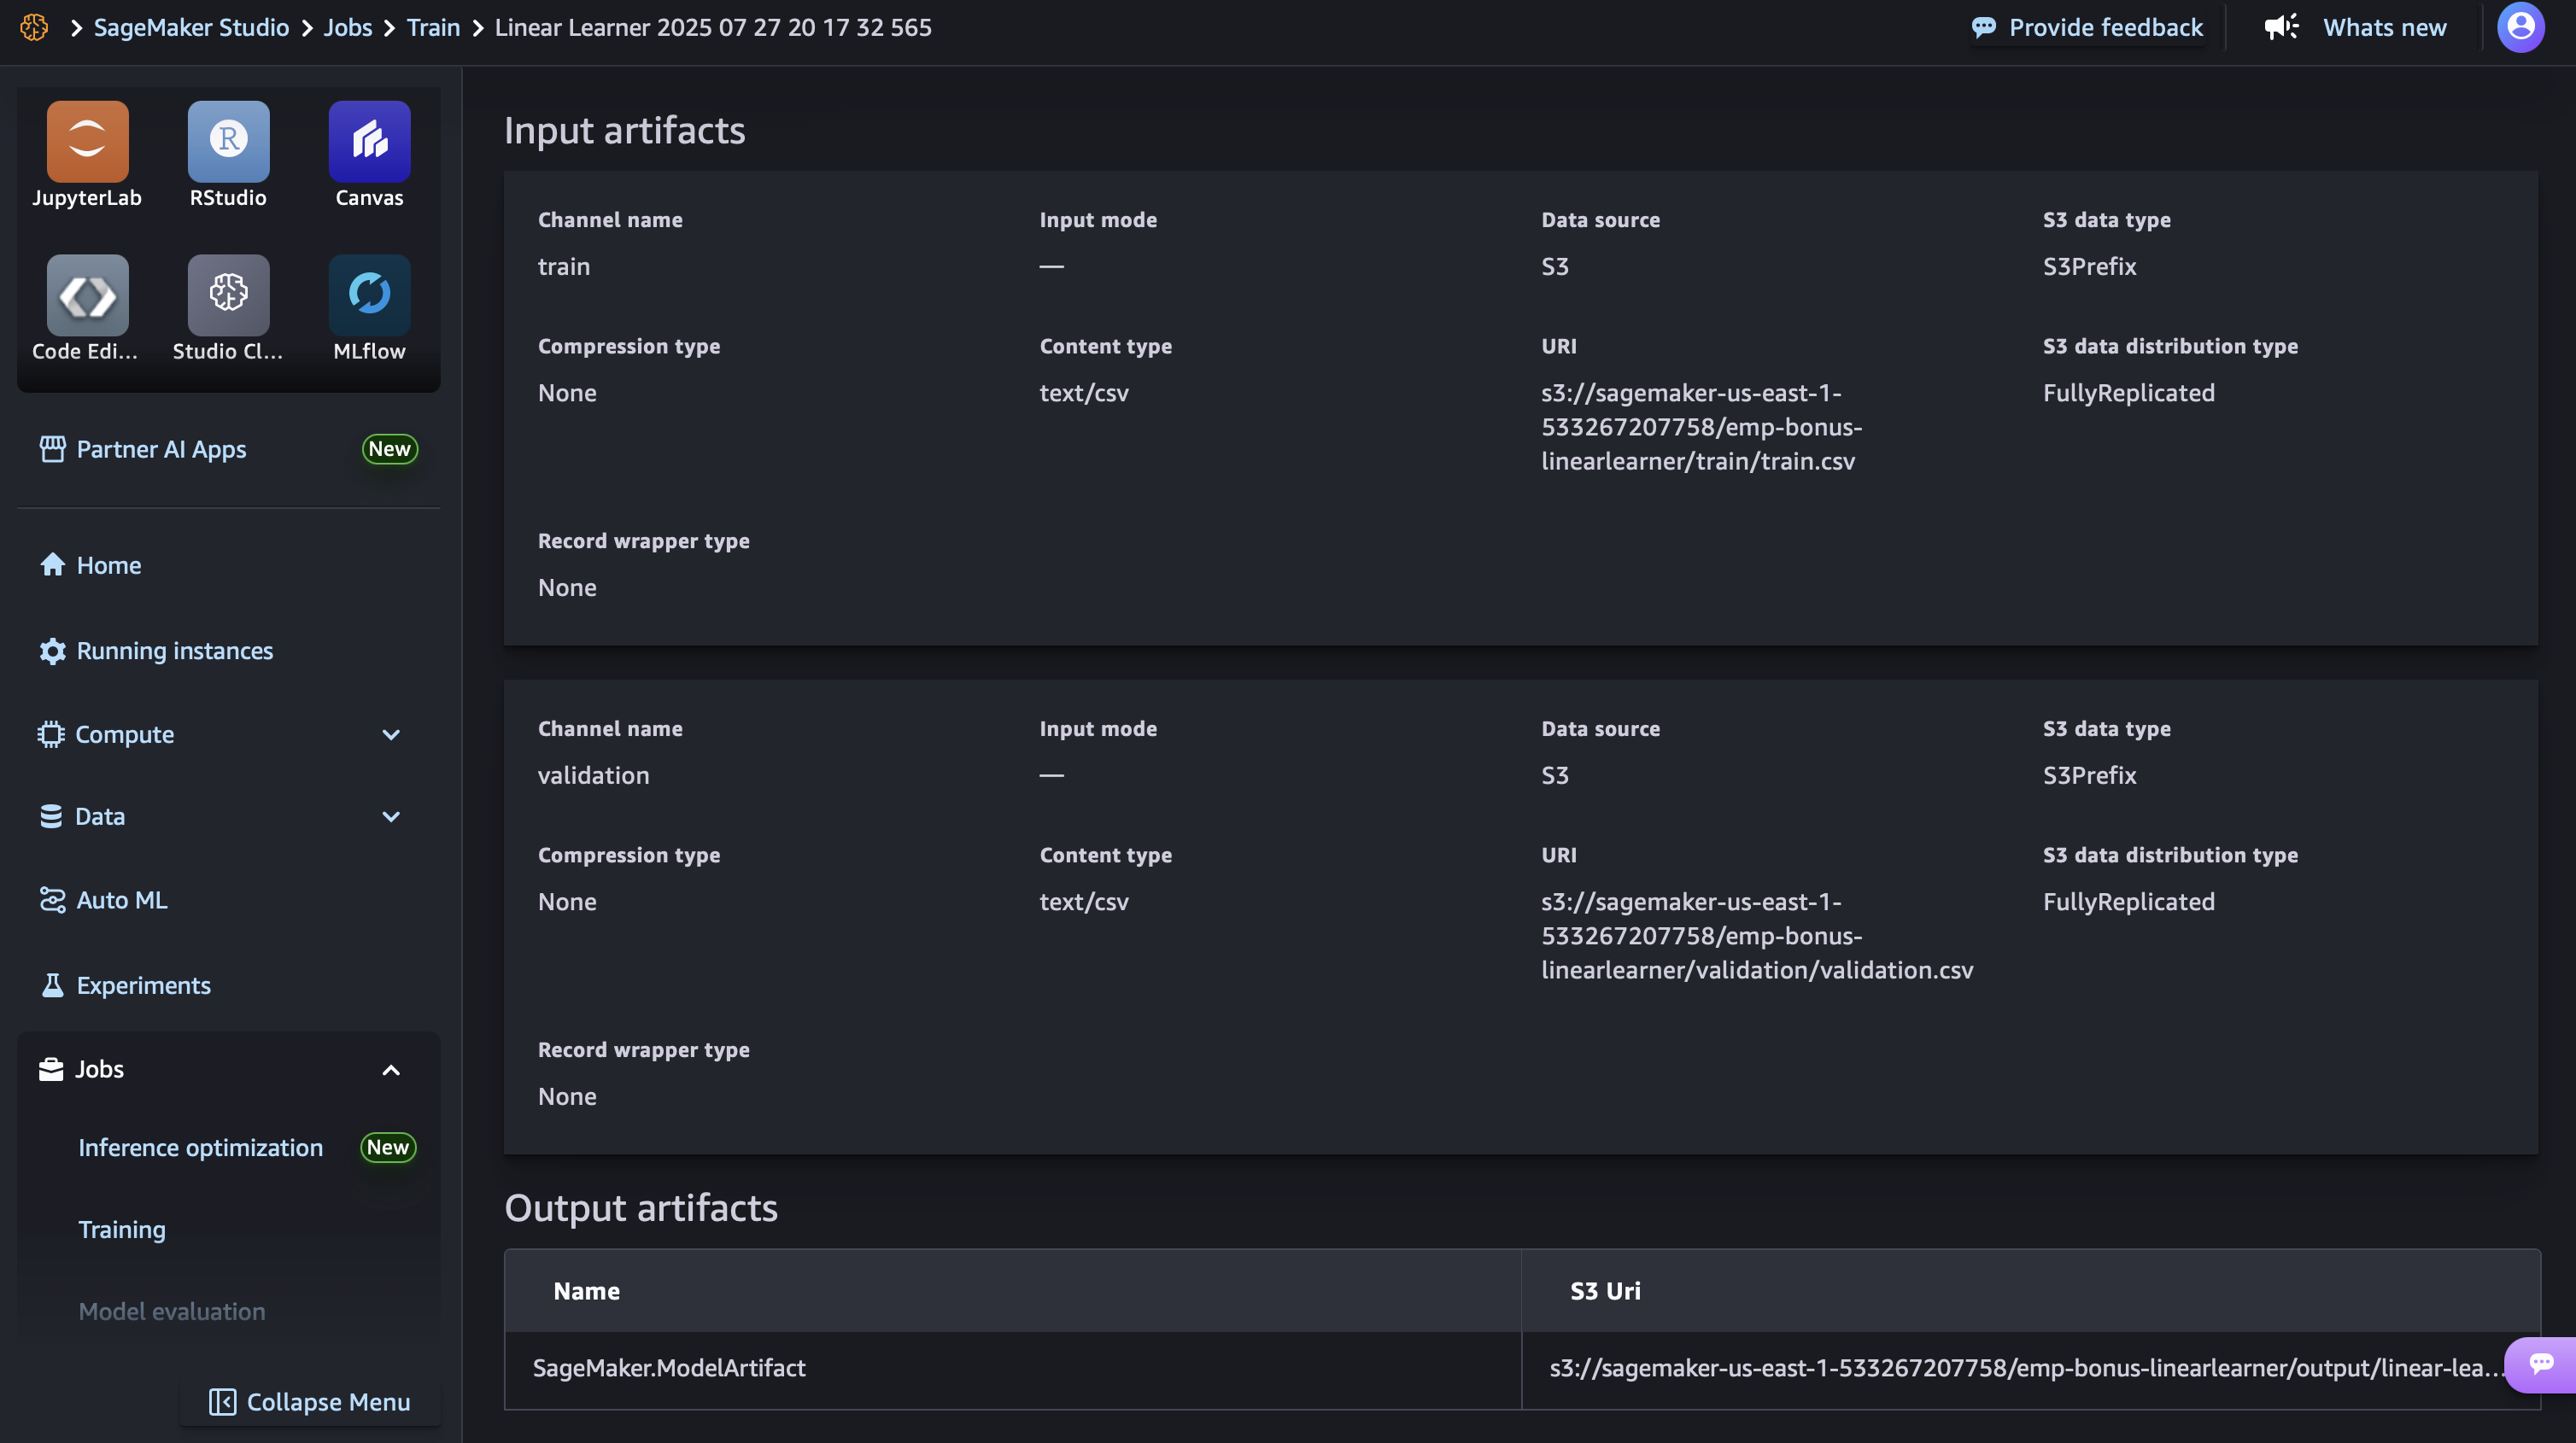 SageMaker Studio > Jobs > Train > Linear Learner 2025 07 27 20 17 32 565
Provide feedback
Whats new
JupyterLab
RStudio
Canvas
Code Edi...
Studio Cl...
MLflow
Partner AI Apps
New
Home
Running instances
Compute
Data
Auto ML
Experiments
Jobs
Inference optimization
New
Training
Model evaluation
Collapse Menu
Input artifacts
Channel name
train
Input mode
—
Data source
S3
S3 data type
S3Prefix
Compression type
None
Content type
text/csv
URI
s3://sagemaker-us-east-1-
533267207758/emp-bonus-
linearlearner/train/train.csv
S3 data distribution type
FullyReplicated
Record wrapper type
None
Channel name
validation
Input mode
—
Data source
S3
S3 data type
S3Prefix
Compression type
None
Content type
text/csv
URI
s3://sagemaker-us-east-1-
533267207758/emp-bonus-
linearlearner/validation/validation.csv
S3 data distribution type
FullyReplicated
Record wrapper type
None
Output artifacts
Name
S3 Uri
SageMaker.ModelArtifact
s3://sagemaker-us-east-1-533267207758/emp-bonus-linearlearner/output/linear-lea...